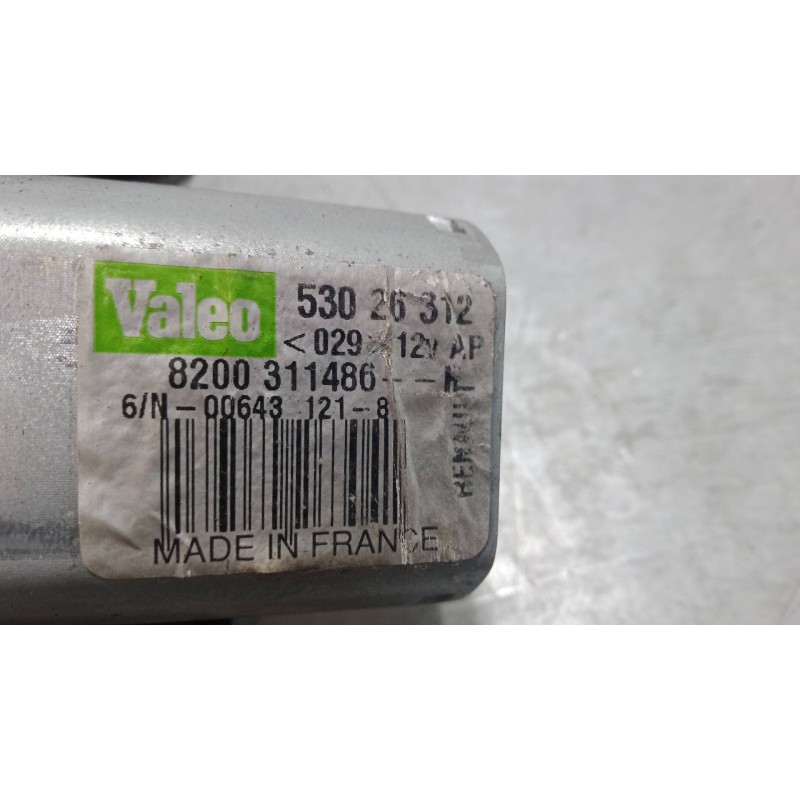 Valeo
530 26 312
<029> 12v AP
8200 311486---H
6/N-00643 121-8
RENAULT
MADE IN FRANCE